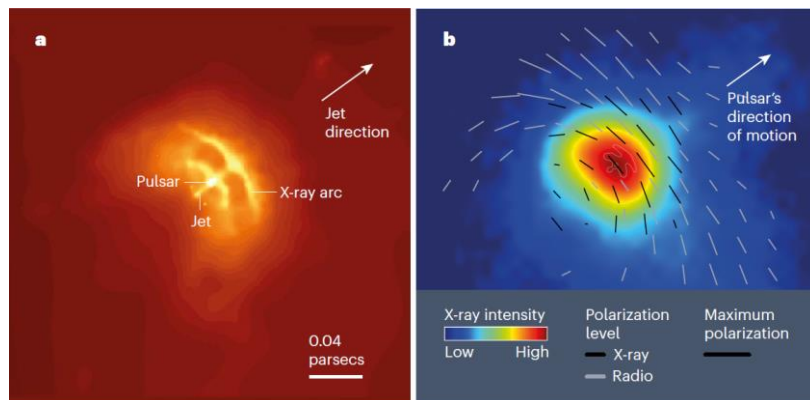 a
Jet
direction
Pulsar
X-ray arc
Jet
0.04
parsecs
b
Pulsar's
direction
of motion
X-ray intensity
Low High
Polarization
level
X-ray
Radio
Maximum
polarization